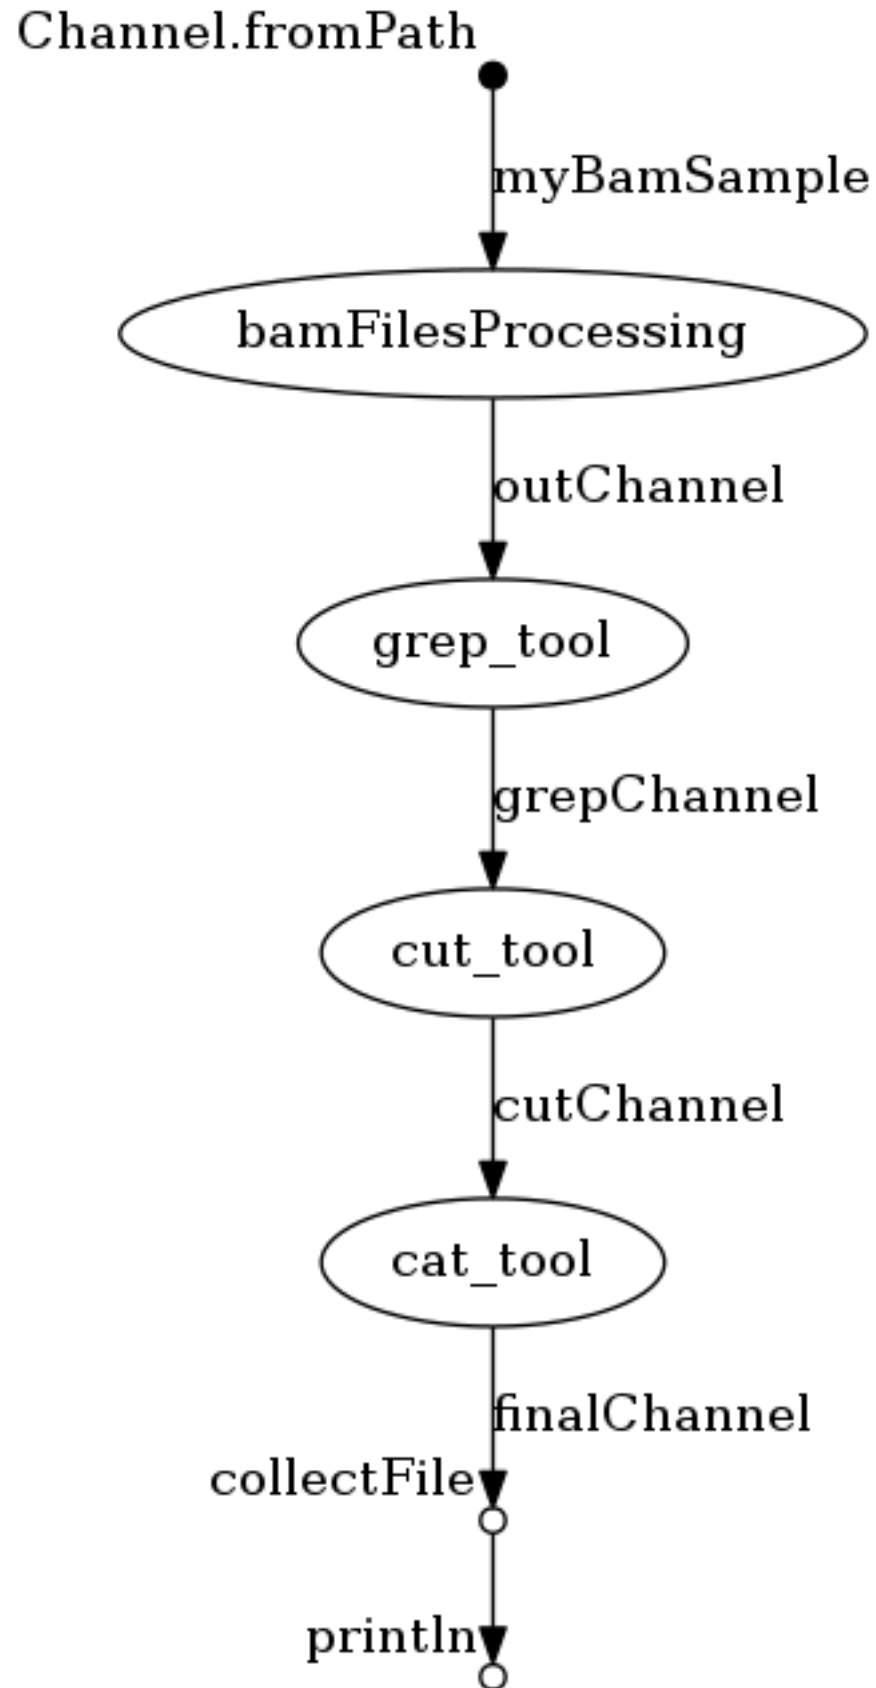 Channel.fromPath
myBamSample
bamFilesProcessing
outChannel
grep_tool
grepChannel
cut_tool
cutChannel
cat_tool
finalChannel
collectFile
println